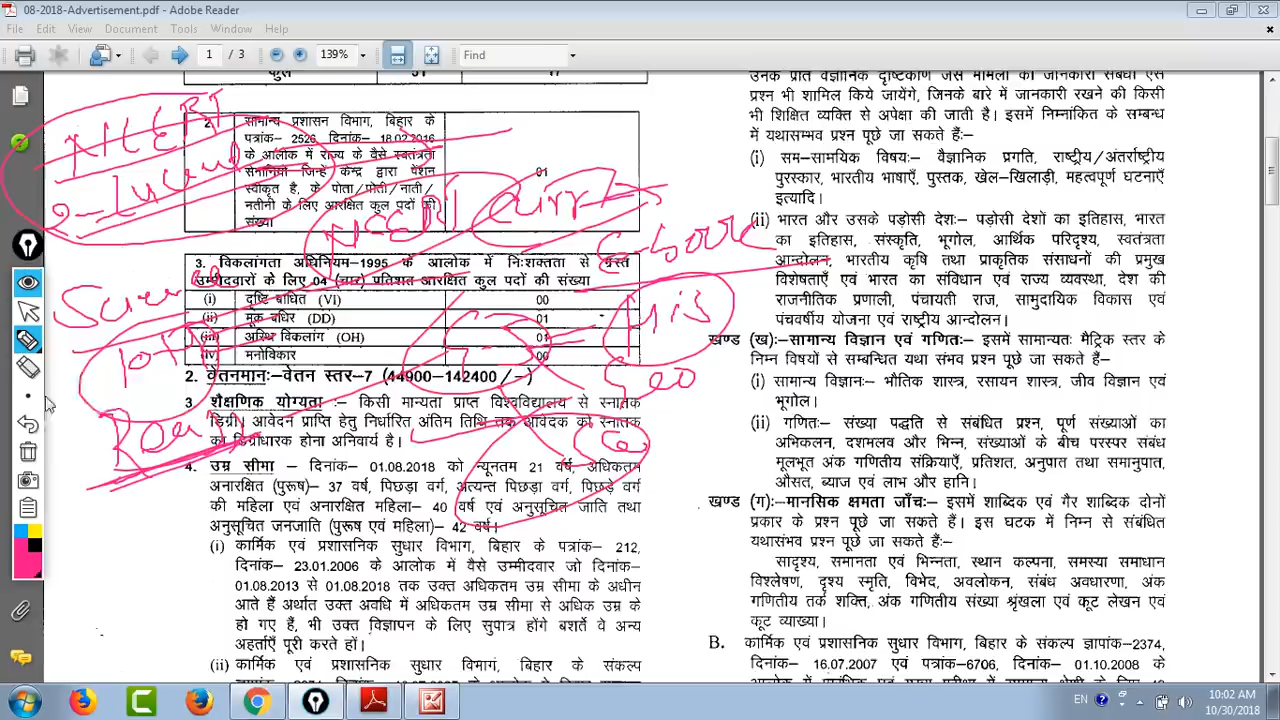 08-2018-Advertisement.pdf - Adobe Reader
File Edit View Document Tools Window Help
1 / 3 139% Find
कुल 31 17
2. सामान्य प्रशासन विभाग, बिहार के
पत्रांक- 2526 दिनांक- 18.02.2016
के आलोक में राज्य के वैसे स्वतंत्रता
सेनानियों जिन्हें केन्द्र द्वारा पेंशन
स्वीकृत है, के पोता/पोती/नाती/
नतीनी के लिए आरक्षित कुल पदों की
संख्या
01
NCERT
2-Lucent
NCERT
E-book
3. विकलांगता अधिनियम-1995 के आलोक में निःशक्तता से ग्रस्त
उम्मीदवारों के लिए 04 (चार) प्रतिशत आरक्षित कुल पदों की संख्या
(i) दृष्टि बाधित (VI) 00
(ii) मूक बधिर (DD) 01
(iii) अस्थि विकलांग (OH) 01
(iv) मनोविकार 00
His
Geo
10th
2. वेतनमानः-वेतन स्तर-7 (44900-142400/-)
3 शैक्षणिक योग्यता :- किसी मान्यता प्राप्त विश्वविद्यालय से स्नातक
डिग्री। आवेदन प्राप्ति हेतु निर्धारित अंतिम तिथि तक आवेदक को स्नातक
का डिग्रीधारक होना अनिवार्य है।
4. उम्र सीमा - दिनांक- 01.08.2018 को न्यूनतम 21 वर्ष, अधिकतम
अनारक्षित (पुरूष)- 37 वर्ष, पिछड़ा वर्ग, अत्यन्त पिछड़ा वर्ग, पिछड़े वर्ग
की महिला एवं अनारक्षित महिला- 40 वर्ष एवं अनुसूचित जाति तथा
अनुसूचित जनजाति (पुरूष एवं महिला)- 42 वर्ष।
(i) कार्मिक एवं प्रशासनिक सुधार विभाग, बिहार के पत्रांक- 212,
दिनांक- 23.01.2006 के आलोक में वैसे उम्मीदवार जो दिनांक-
01.08.2013 से 01.08.2018 तक उक्त अधिकतम उम्र सीमा के अधीन
आते हैं अर्थात उक्त अवधि में अधिकतम उम्र सीमा से अधिक उम्र के
हो गए हैं, भी उक्त विज्ञापन के लिए सुपात्र होंगे बशर्ते वे अन्य
अहर्ताएँ पूरी करते हों।
(ii) कार्मिक एवं प्रशासनिक सुधार विभाग, बिहार के संकल्प
उनके प्रति वैज्ञानिक दृष्टिकोण जैसे मामलों की जानकारी संबंधी ऐसे
प्रश्न भी शामिल किये जायेंगे, जिनके बारे में जानकारी रखने की किसी
भी शिक्षित व्यक्ति से अपेक्षा की जाती है। इसमें निम्नांकित के सम्बन्ध
में यथासम्भव प्रश्न पूछे जा सकते हैं:-
(i) सम-सामयिक विषयः- वैज्ञानिक प्रगति, राष्ट्रीय/अंतर्राष्ट्रीय
पुरस्कार, भारतीय भाषाएँ, पुस्तक, खेल-खिलाड़ी, महत्वपूर्ण घटनाएँ
इत्यादि।
(ii) भारत और उसके पड़ोसी देशः- पड़ोसी देशों का इतिहास, भारत
का इतिहास, संस्कृति, भूगोल, आर्थिक परिदृश्य, स्वतंत्रता
आन्दोलन, भारतीय कृषि तथा प्राकृतिक संसाधनों की प्रमुख
विशेषताएँ एवं भारत का संविधान एवं राज्य व्यवस्था, देश की
राजनीतिक प्रणाली, पंचायती राज, सामुदायिक विकास एवं
पंचवर्षीय योजना एवं राष्ट्रीय आन्दोलन।
खण्ड (ख):-सामान्य विज्ञान एवं गणितः- इसमें सामान्यतः मैट्रिक स्तर के
निम्न विषयों से सम्बन्धित यथा संभव प्रश्न पूछे जा सकते है:-
(i) सामान्य विज्ञानः- भौतिक शास्त्र, रसायन शास्त्र, जीव विज्ञान एवं
भूगोल।
(ii) गणितः- संख्या पद्धति से संबंधित प्रश्न, पूर्ण संख्याओं का
अभिकलन, दशमलव और भिन्न, संख्याओं के बीच परस्पर संबंध
मूलभूत अंक गणितीय संक्रियाएँ, प्रतिशत, अनुपात तथा समानुपात,
औसत, ब्याज एवं लाभ और हानि।
खण्ड (ग):-मानसिक क्षमता जाँचः- इसमें शाब्दिक एवं गैर शाब्दिक दोनों
प्रकार के प्रश्न पूछे जा सकते हैं। इस घटक में निम्न से संबंधित
यथासंभव प्रश्न पूछे जा सकते है:-
सादृश्य, समानता एवं भिन्नता, स्थान कल्पना, समस्या समाधान
विश्लेषण, दृश्य स्मृति, विभेद, अवलोकन, संबंध अवधारणा, अंक
गणितीय तर्क शक्ति, अंक गणितीय संख्या श्रृंखला एवं कूट लेखन एवं
कूट व्याख्या।
B. कार्मिक एवं प्रशासनिक सुधार विभाग, बिहार के संकल्प ज्ञापांक-2374,
दिनांक- 16.07.2007 एवं पत्रांक-6706, दिनांक- 01.10.2008 के
EN 10:02 AM
10/30/2018